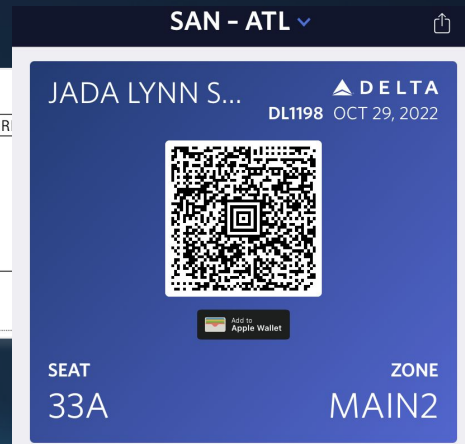 SAN – ATL
JADA LYNN S...
DELTA
DL1198 OCT 29, 2022
Add to
Apple Wallet
SEAT
ZONE
33A
MAIN2